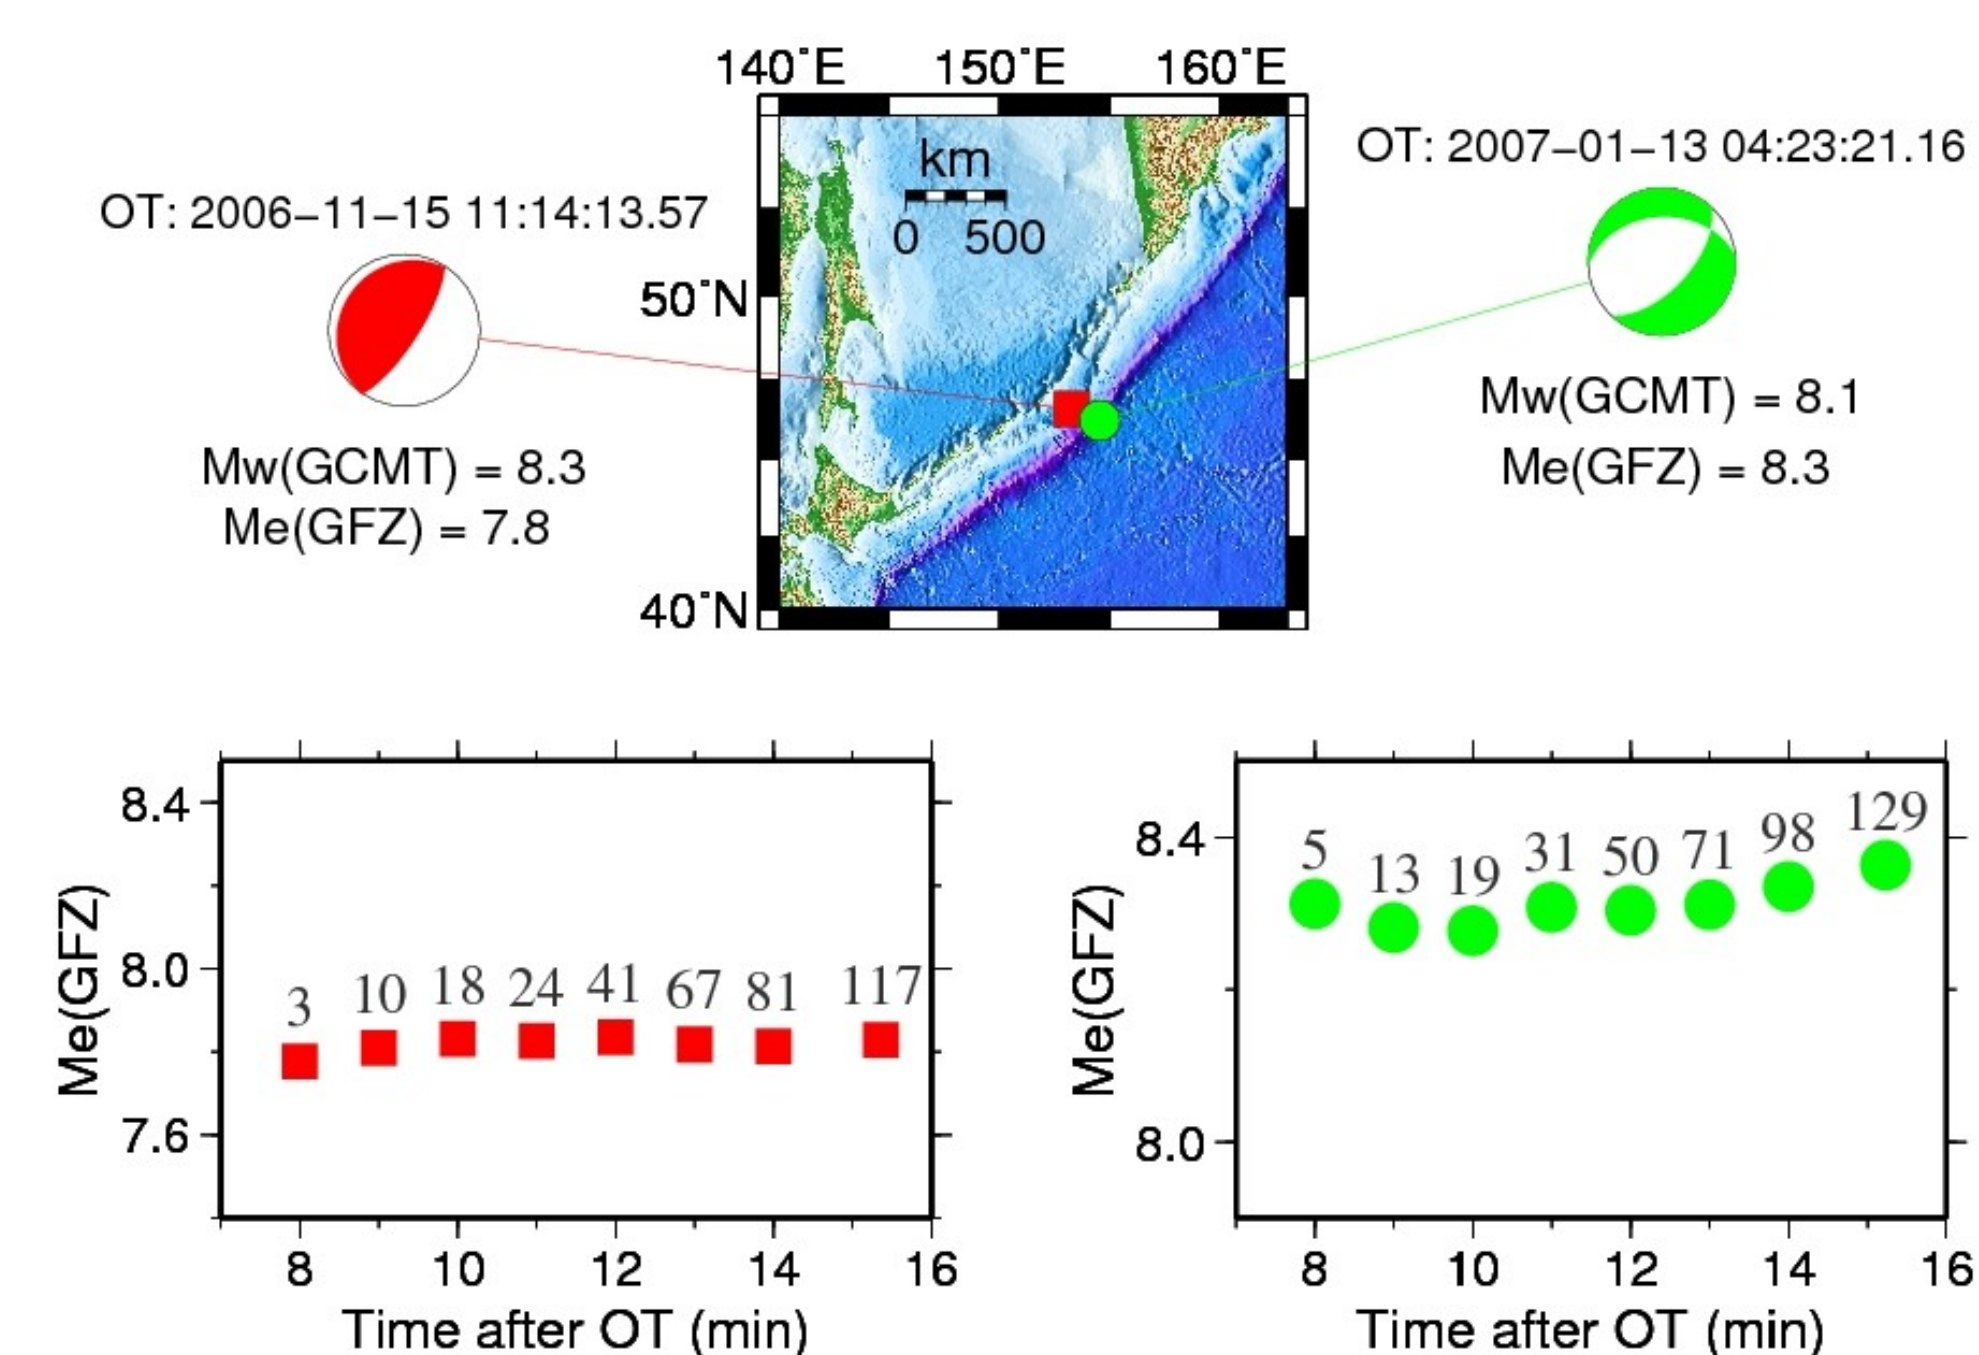 140°E 150°E 160°E
OT: 2007–01–13 04:23:21.16
km
0 500
OT: 2006–11–15 11:14:13.57
50°N
40°N
Mw(GCMT) = 8.3
Me(GFZ) = 7.8
Mw(GCMT) = 8.1
Me(GFZ) = 8.3
Me(GFZ)
8.4
8.0
7.6
3 10 18 24 41 67 81 117
8 10 12 14 16
Time after OT (min)
Me(GFZ)
8.4
8.0
5 13 19 31 50 71 98 129
8 10 12 14 16
Time after OT (min)